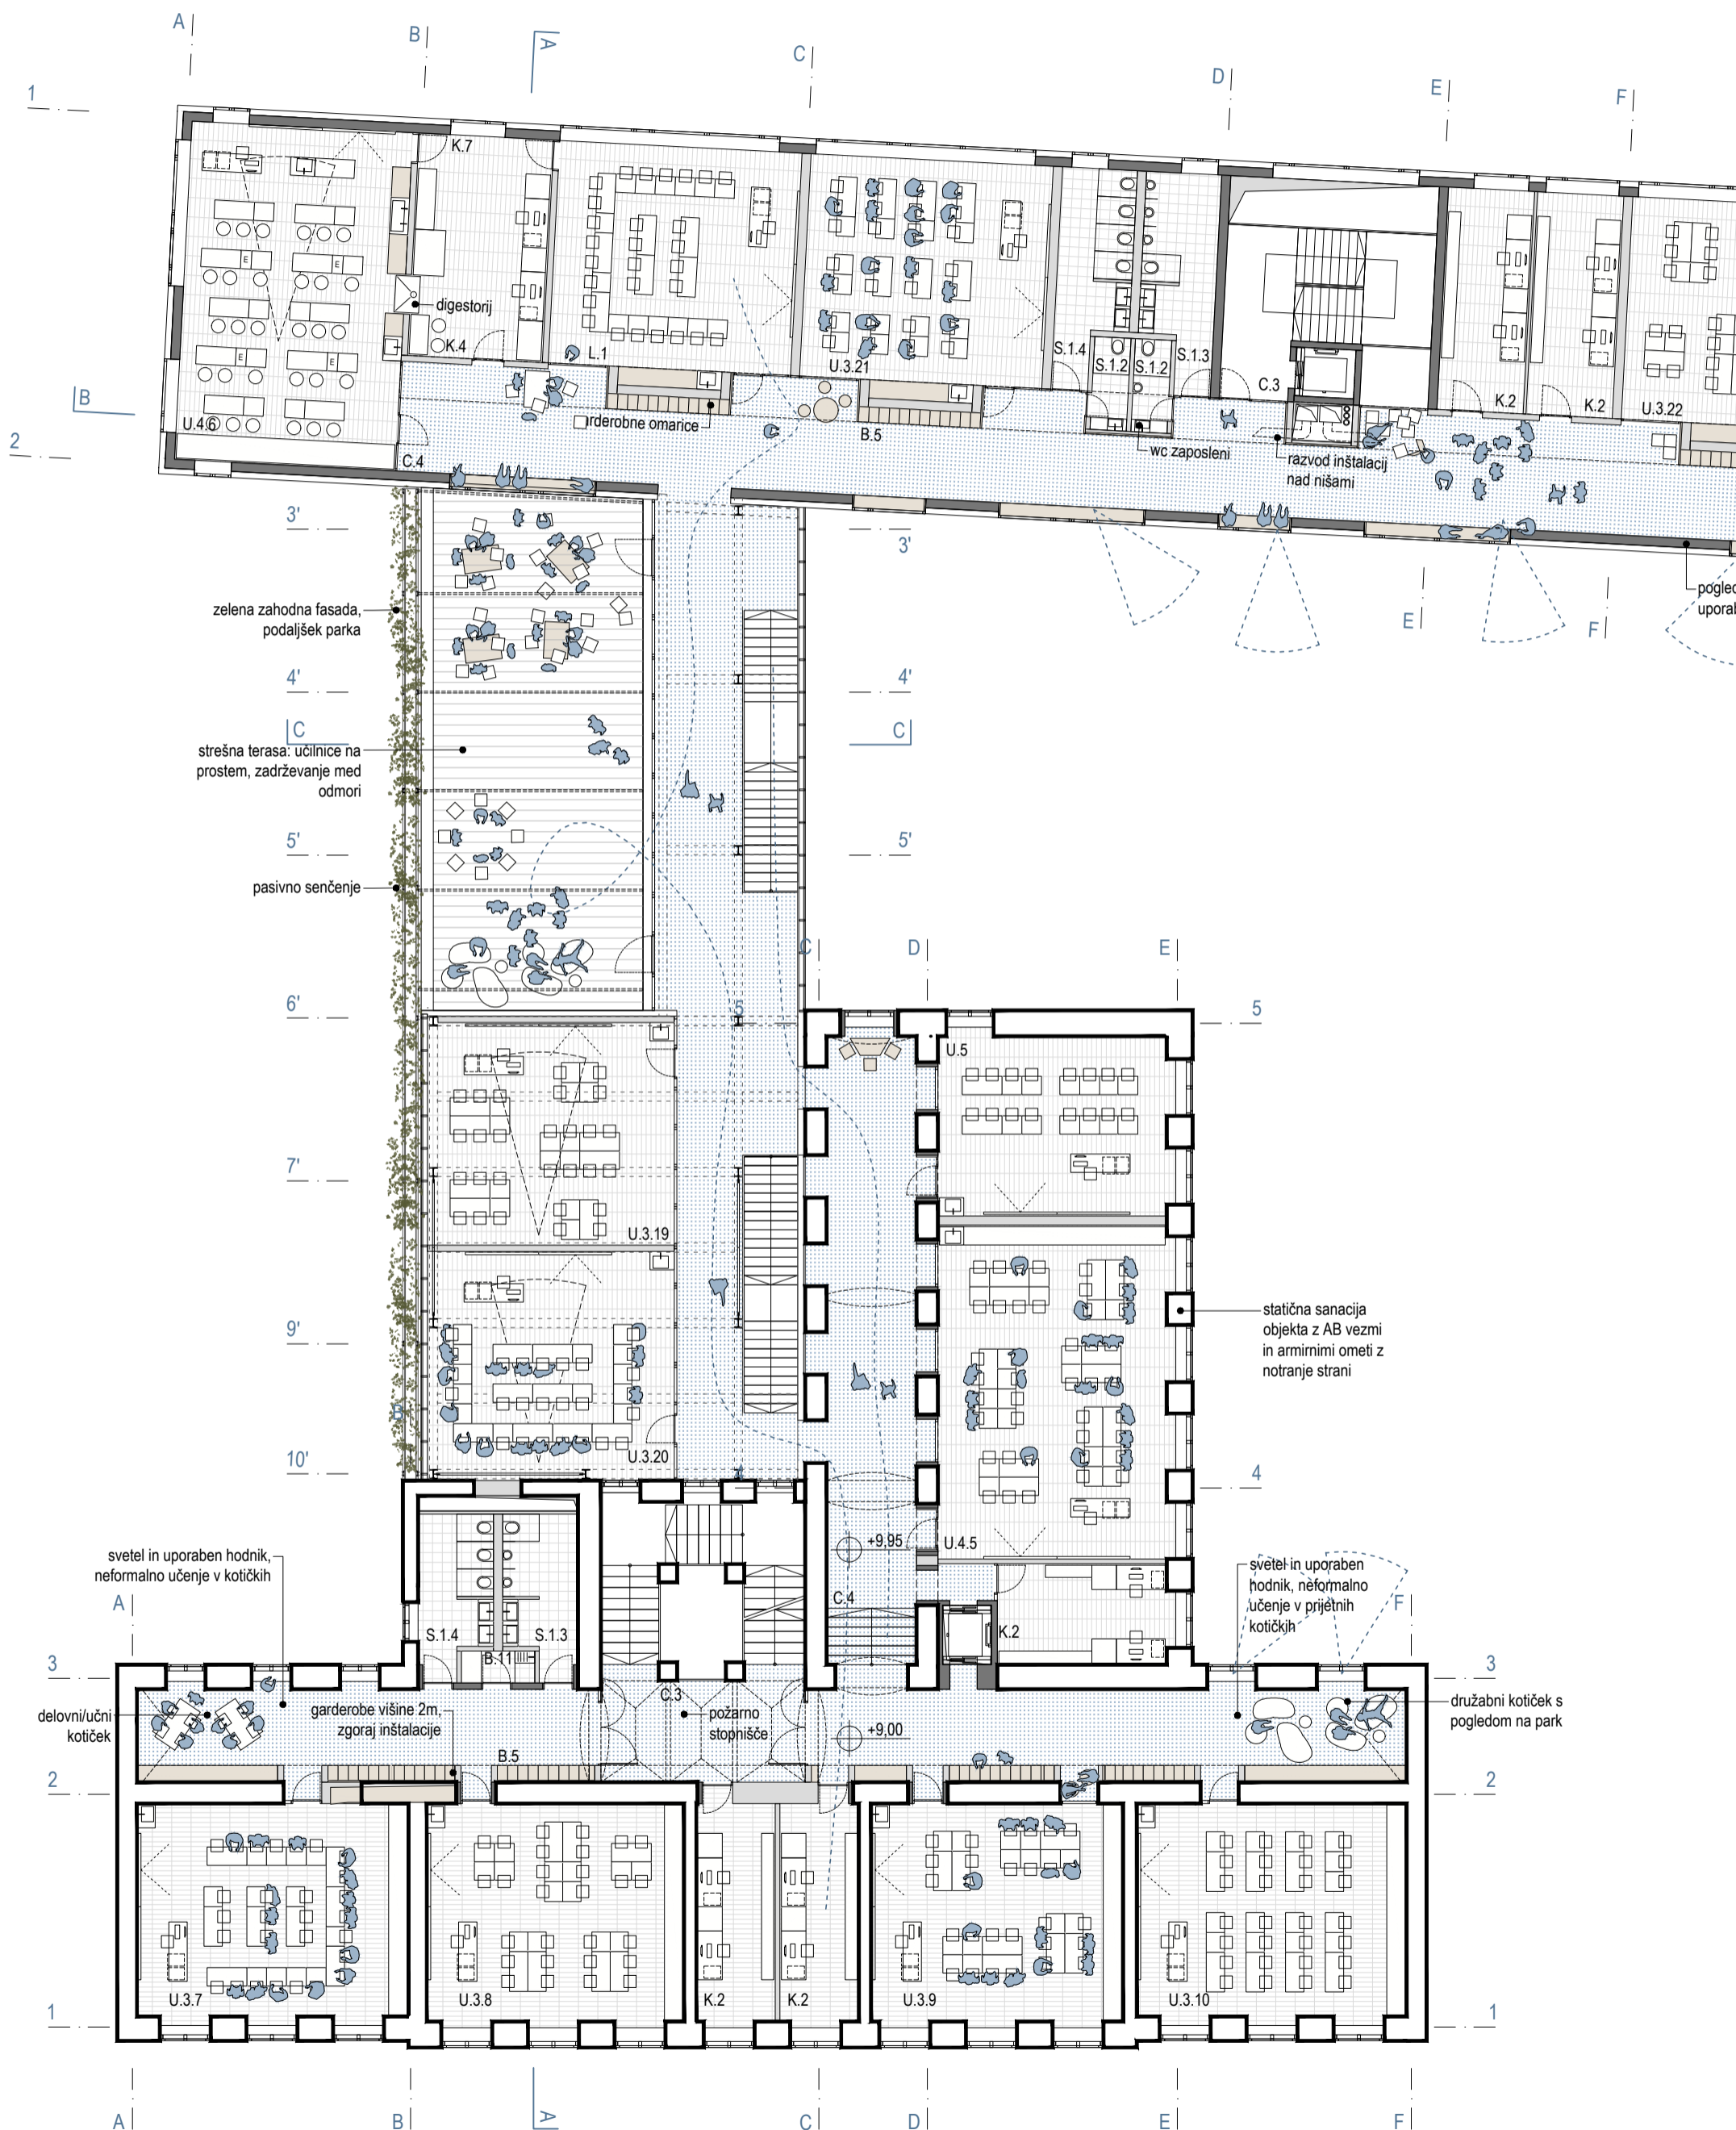 A
B
A
C
D
E
F
1
K.7
digestorij
K.4
L.1
U.3.21
S.1.4
S.1.2
S.1.2
S.1.3
C.3
K.2
K.2
U.3.22
E
E
E
E
B
2
U.4.6
C.4
omarice
B.5
wc zaposleni
razvod inštalacij
nad nišami
3'
3'
zelena zahodna fasada,
podaljšek parka
E
F
4'
4'
C
C
strešna terasa: učilnice na
prostem, zadrževanje med
odmori
5'
5'
pasivno senčenje
C
D
E
6'
5
5
U.5
7'
U.3.19
statična sanacija
objekta z AB vezmi
in armirnimi ometi z
notranje strani
9'
B
U.3.20
10'
4
4
+9,95
U.4.5
svetel in uporaben hodnik,
neformalno učenje v kotičkih
svetel in uporaben
hodnik, neformalno
učenje v prijetnih
kotičkih
A
F
C.4
S.1.4
S.1.3
B.11
K.2
3
3
C.3
delovni/učni
kotiček
garderobe višine 2m,
zgoraj inštalacije
požarno
stopnišče
+9,00
družabni kotiček s
pogledom na park
B.5
2
2
U.3.7
U.3.8
K.2
K.2
U.3.9
U.3.10
1
1
A
B
A
C
D
E
F